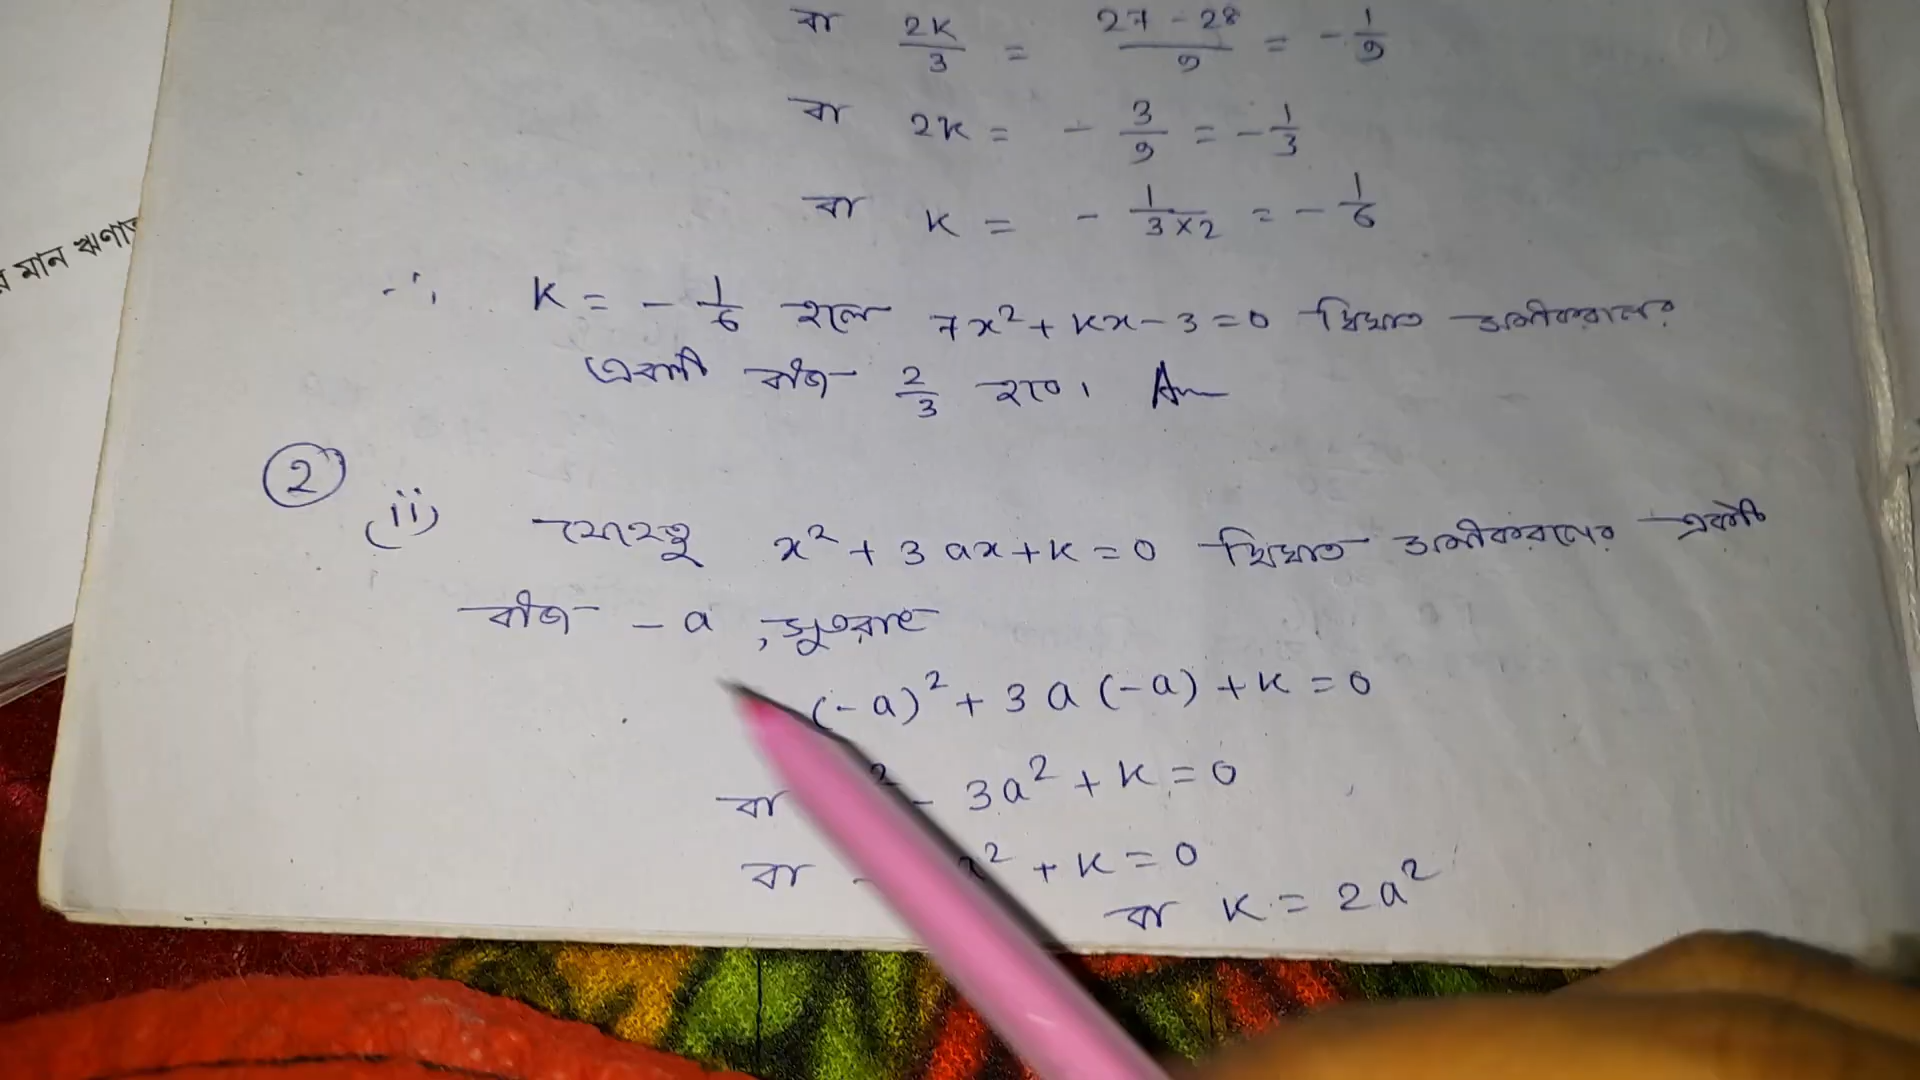 বা 2K/3 = 27 - 28/9 = - 1/9
বা 2K = - 3/9 = - 1/3
বা K = - 1/3×2 = - 1/6
মান ঋণাত
∴ K = - 1/6 হলে 7x² + Kx - 3 = 0 দ্বিঘাত সমীকরণের
একটি বীজ 2/3 হবে। Ans
2
(ii) যেহেতু x² + 3ax + K = 0 দ্বিঘাত সমীকরণের একটি
বীজ - a , সুতরাং
(-a)² + 3a (-a) + K = 0
বা ² - 3a² + K = 0
বা - ² + K = 0
বা K = 2a²